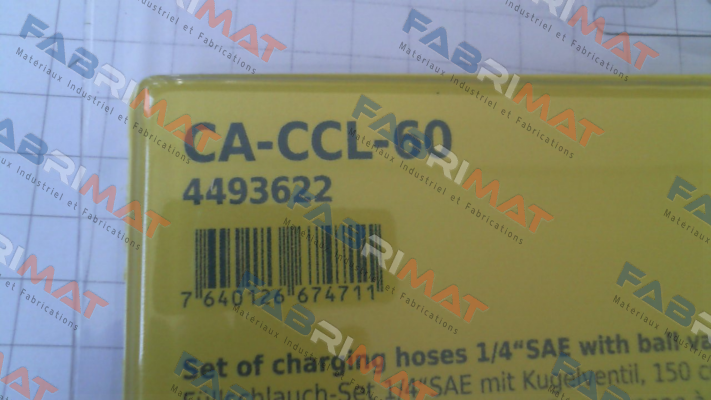 CA-CCL-60
4493622
7 640126 674711
Set of charging hoses 1/4"SAE with ball
Füllschlauch-Set 1/4"SAE mit Kugelventil, 150
FABRIMAT
Materiaux Industriel et Fabrications